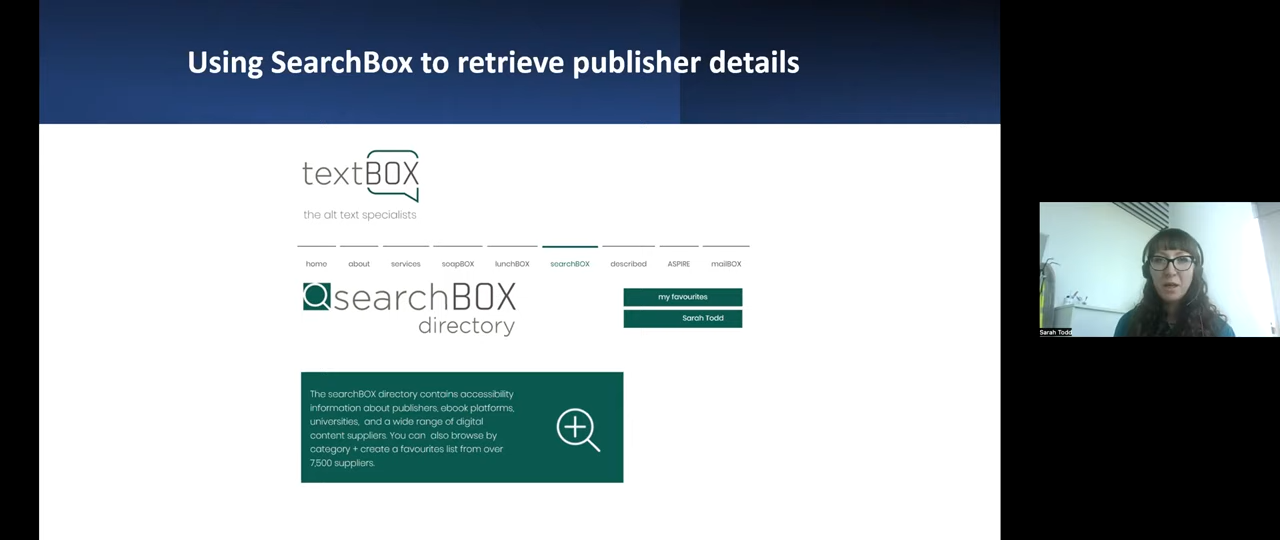 Using SearchBox to retrieve publisher details
textBOX
the alt text specialists
home about services soapBOX lunchBOX searchBOX described ASPIRE mailBOX
searchBOX
directory
my favourites
Sarah Todd
The searchBOX directory contains accessibility
information about publishers, ebook platforms,
universities, and a wide range of digital
content suppliers. You can also browse by
category + create a favourites list from over
7,500 suppliers.
Sarah Todd